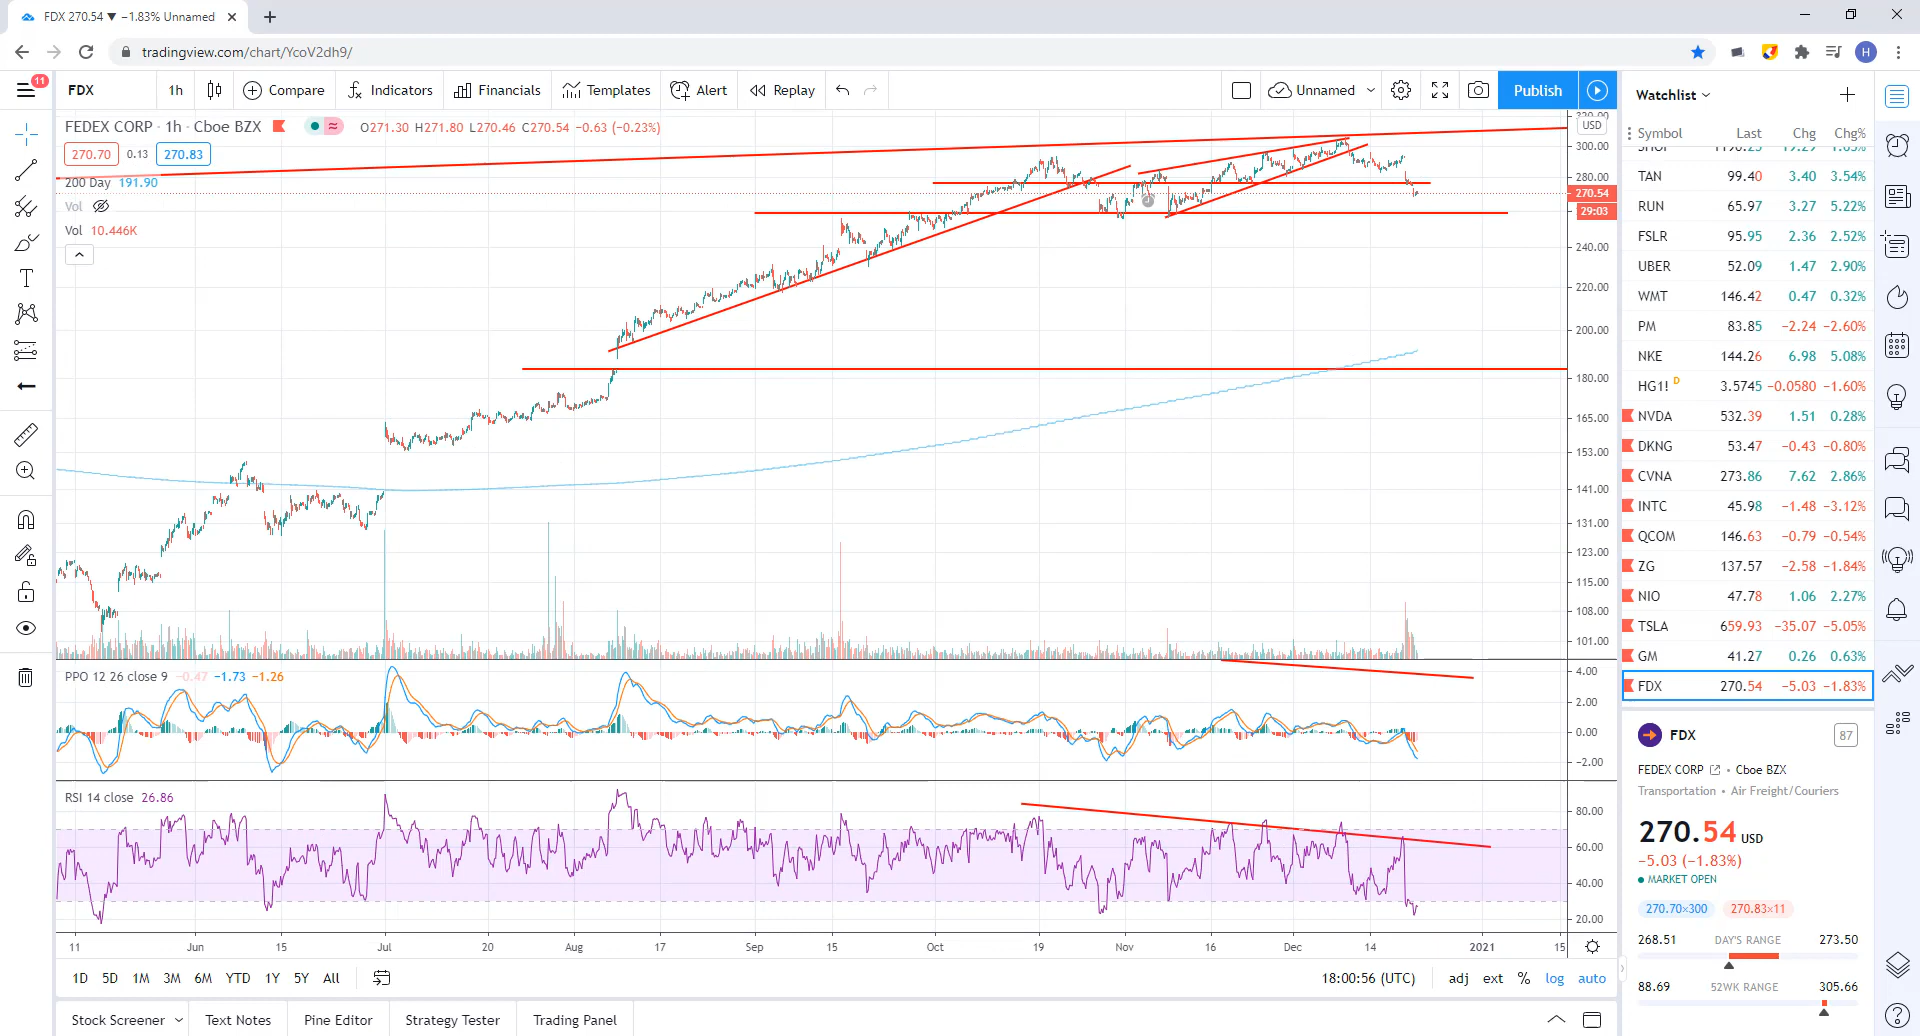 FDX 270.54 ▼ −1.83% Unnamed
tradingview.com/chart/YcoV2dh9/
H
11
FDX 1h Compare Indicators Financials Templates Alert Replay Unnamed Publish
FEDEX CORP · 1h · Cboe BZX O271.30 H271.80 L270.46 C270.54 −0.63 (−0.23%)
270.70 0.13 270.83
200 Day 191.90
Vol
Vol 10.446K
USD
300.00
280.00
270.54
29:03
240.00
220.00
200.00
180.00
165.00
153.00
141.00
131.00
123.00
115.00
108.00
101.00
PPO 12 26 close 9 −0.47 −1.73 −1.26
4.00
2.00
0.00
−2.00
RSI 14 close 26.86
80.00
60.00
40.00
20.00
11 Jun 15 Jul 20 Aug 17 Sep 15 Oct 19 Nov 16 Dec 14 2021 15
1D 5D 1M 3M 6M YTD 1Y 5Y All
18:00:56 (UTC) adj ext % log auto
Stock Screener Text Notes Pine Editor Strategy Tester Trading Panel
Watchlist
Symbol Last Chg Chg%
TAN 99.40 3.40 3.54%
RUN 65.97 3.27 5.22%
FSLR 95.95 2.36 2.52%
UBER 52.09 1.47 2.90%
WMT 146.42 0.47 0.32%
PM 83.85 −2.24 −2.60%
NKE 144.26 6.98 5.08%
HG1! D 3.5745 −0.0580 −1.60%
NVDA 532.39 1.51 0.28%
DKNG 53.47 −0.43 −0.80%
CVNA 273.86 7.62 2.86%
INTC 45.98 −1.48 −3.12%
QCOM 146.63 −0.79 −0.54%
ZG 137.57 −2.58 −1.84%
NIO 47.78 1.06 2.27%
TSLA 659.93 −35.07 −5.05%
GM 41.27 0.26 0.63%
FDX 270.54 −5.03 −1.83%
FDX 87
FEDEX CORP • Cboe BZX
Transportation • Air Freight/Couriers
270.54 USD
−5.03 (−1.83%)
MARKET OPEN
270.70×300 270.83×11
268.51 DAY'S RANGE 273.50
88.69 52WK RANGE 305.66